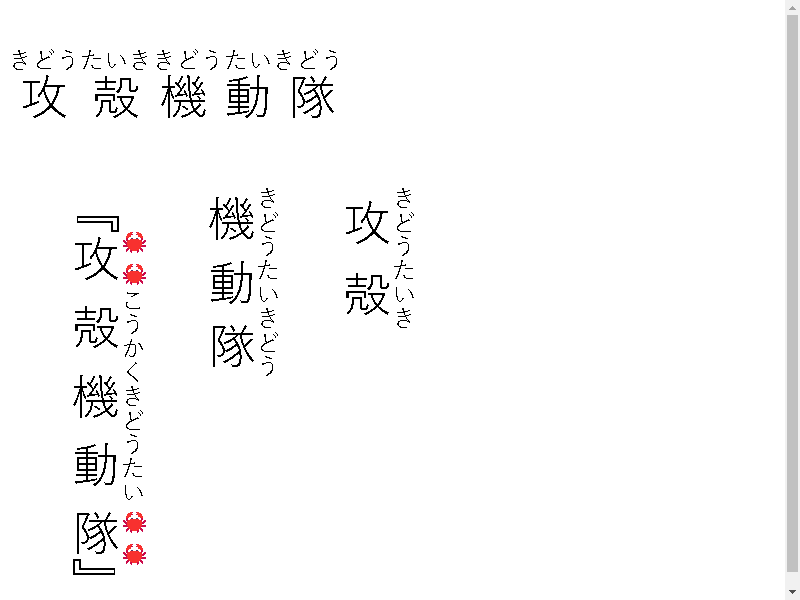 きどうたいききどうたいきどう
攻殻機動隊
きどうたいき
攻殻
きどうたいきどう
機動隊
🦀🦀こうかくきどうたい🦀🦀
『攻殻機動隊』